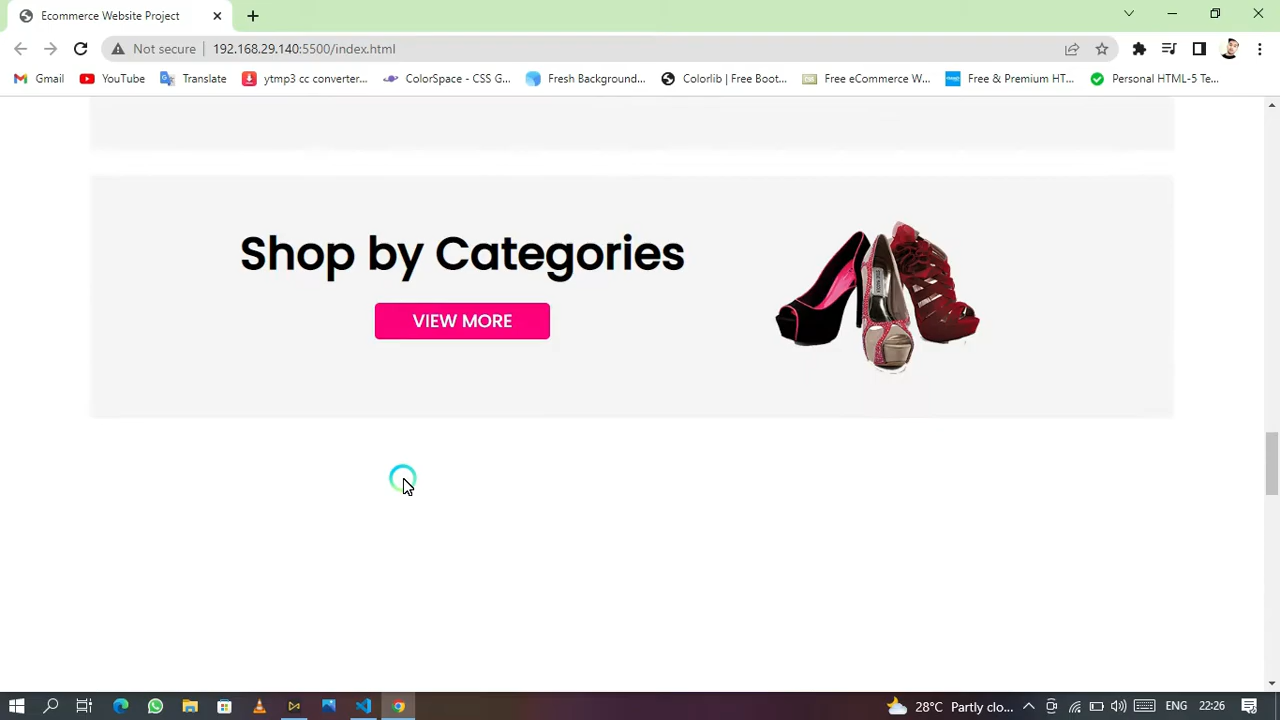 Ecommerce Website Project
Not secure
192.168.29.140:5500/index.html
Gmail
YouTube
Translate
ytmp3 cc converter...
ColorSpace - CSS G...
Fresh Background...
Colorlib | Free Boot...
Free eCommerce W...
Free & Premium HT...
Personal HTML-5 Te...
Shop by Categories
VIEW MORE
28°C Partly clo...
ENG
22:26